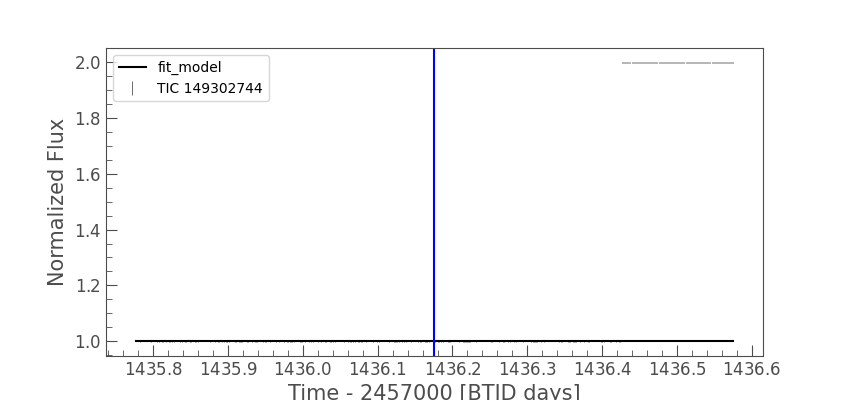 fit_model
TIC 149302744
Normalized Flux
2.0
1.8
1.6
1.4
1.2
1.0
1435.8 1435.9 1436.0 1436.1 1436.2 1436.3 1436.4 1436.5 1436.6
Time - 2457000 [BTJD days]